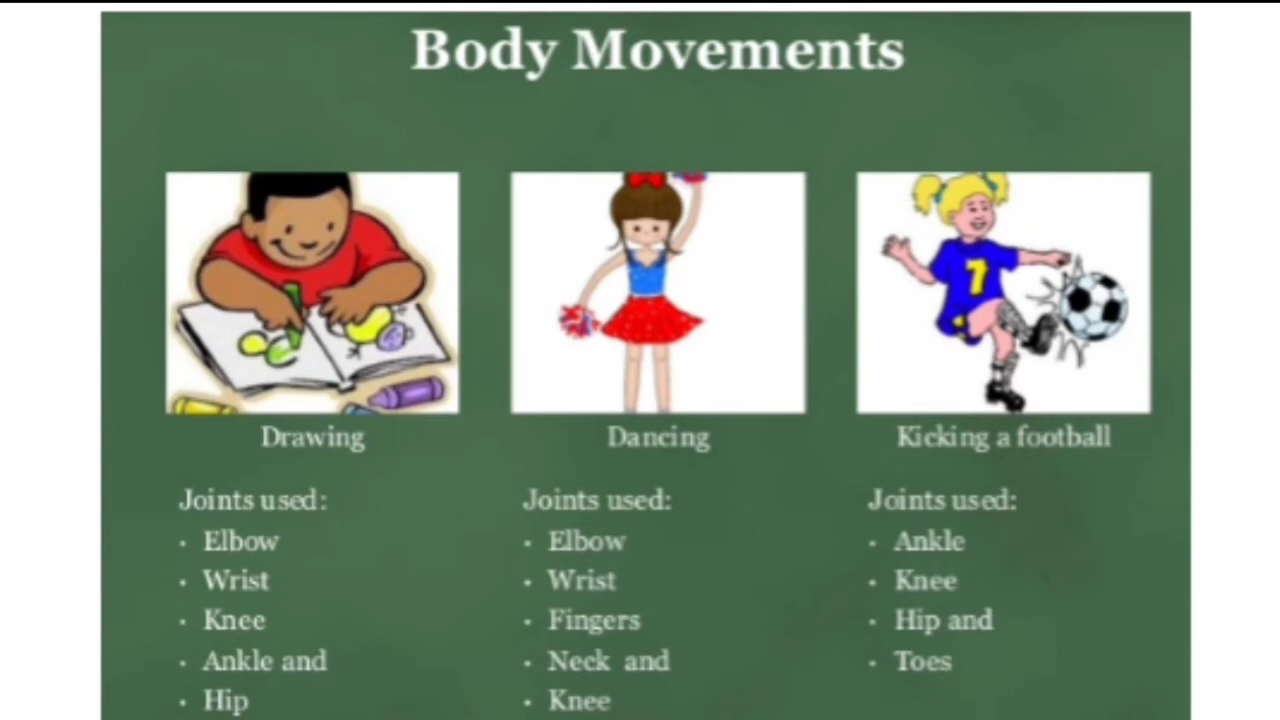 Body Movements
7
Drawing
Joints used:
· Elbow
· Wrist
· Knee
· Ankle and
· Hip
Dancing
Joints used:
· Elbow
· Wrist
· Fingers
· Neck and
· Knee
Kicking a football
Joints used:
· Ankle
· Knee
· Hip and
· Toes